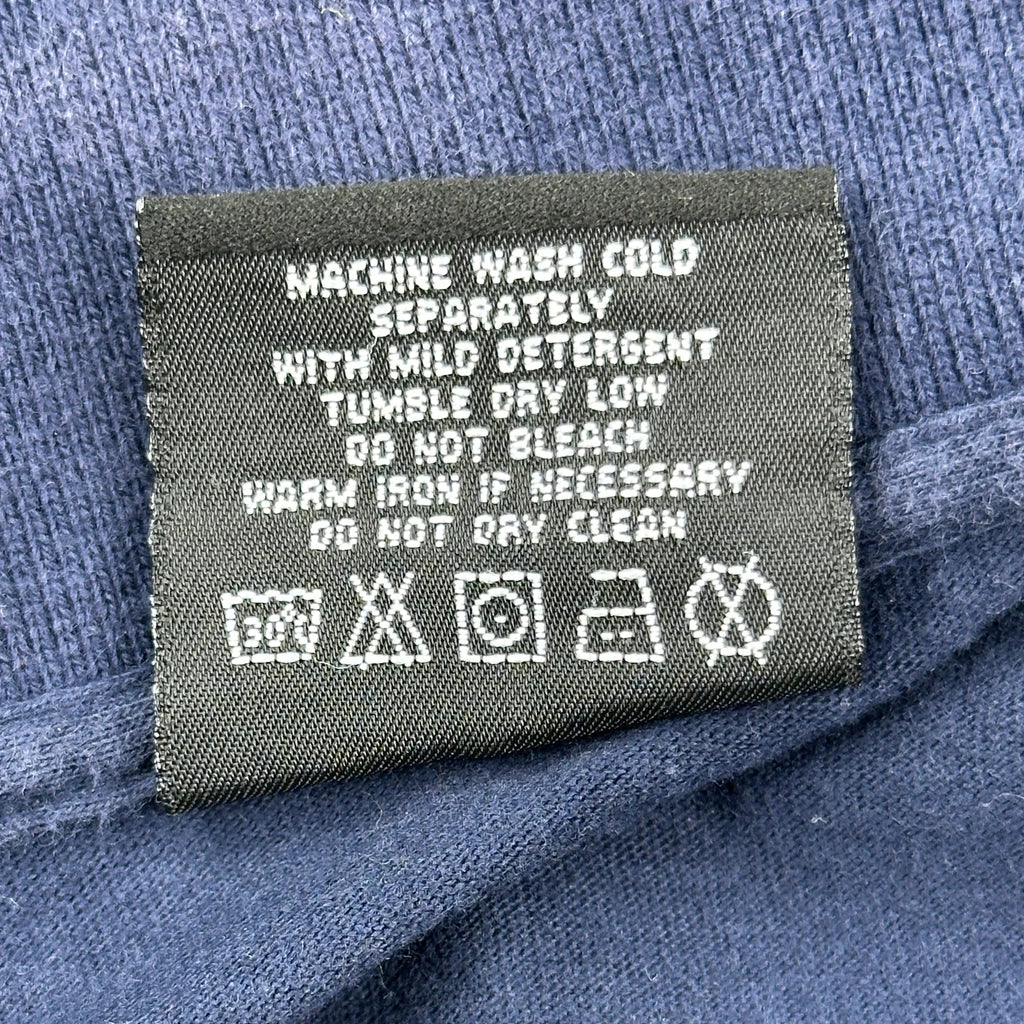 MACHINE WASH COLD
SEPARATELY
WITH MILD DETERGENT
TUMBLE DRY LOW
DO NOT BLEACH
WARM IRON IF NECESSARY
DO NOT DRY CLEAN
30°C